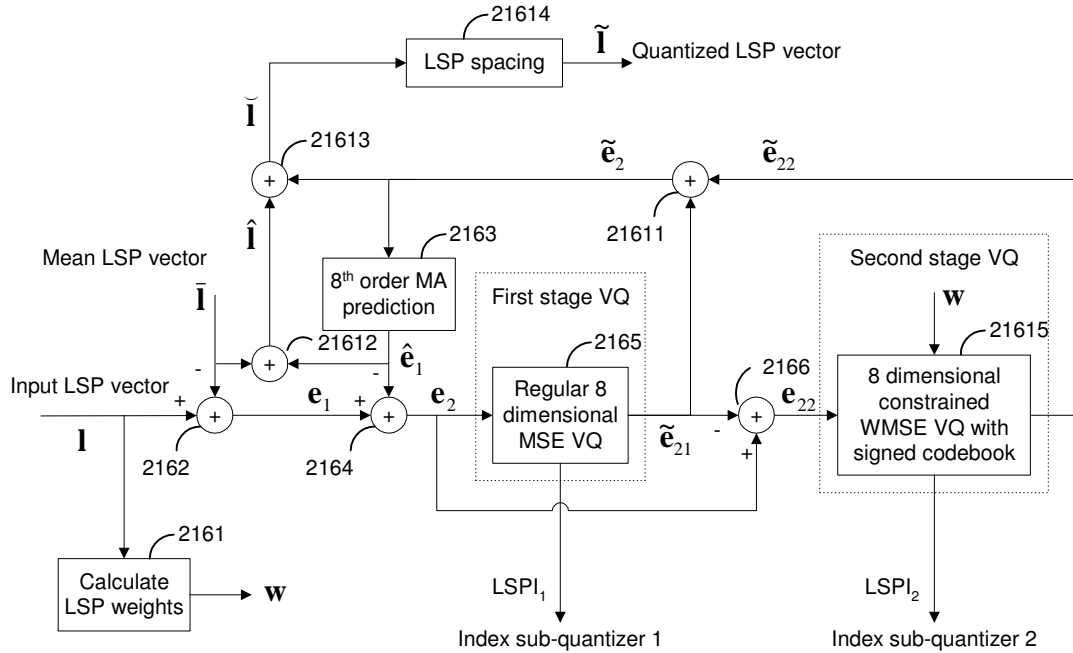 21614
LSP spacing
l̃
Quantized LSP vector
l̆
21613
ẽ₂
ẽ₂₂
+
+
l̂
21611
2163
Mean LSP vector
l̄
8th order MA
prediction
First stage VQ
Second stage VQ
w
21612
ê₁
2165
2166
21615
-
+
-
Input LSP vector
+
+
e₁
+
+
e₂
Regular 8
dimensional
MSE VQ
-
+
e₂₂
8 dimensional
constrained
WMSE VQ with
signed codebook
l
2162
2164
ẽ₂₁
+
2161
Calculate
LSP weights
w
LSPI₁
LSPI₂
Index sub-quantizer 1
Index sub-quantizer 2